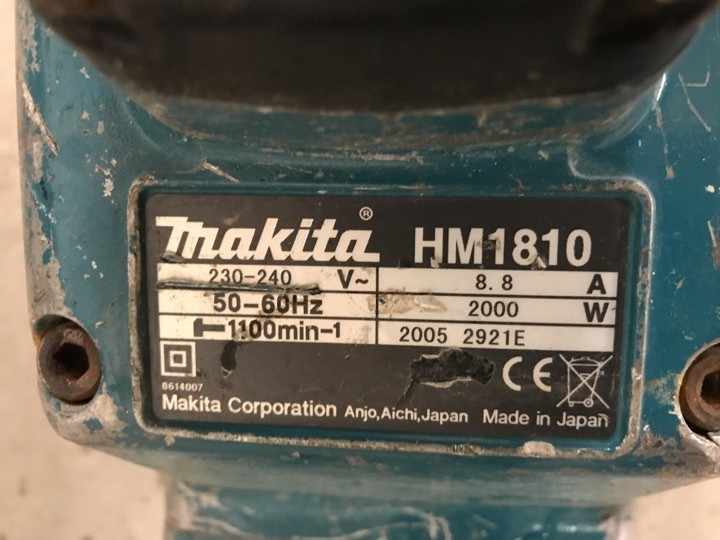 makita® HM1810
230-240 V~ 8.8 A
50-60Hz 2000 W
1100min-1 2005 2921E
8614007 CE
Makita Corporation Anjo,Aichi,Japan Made in Japan